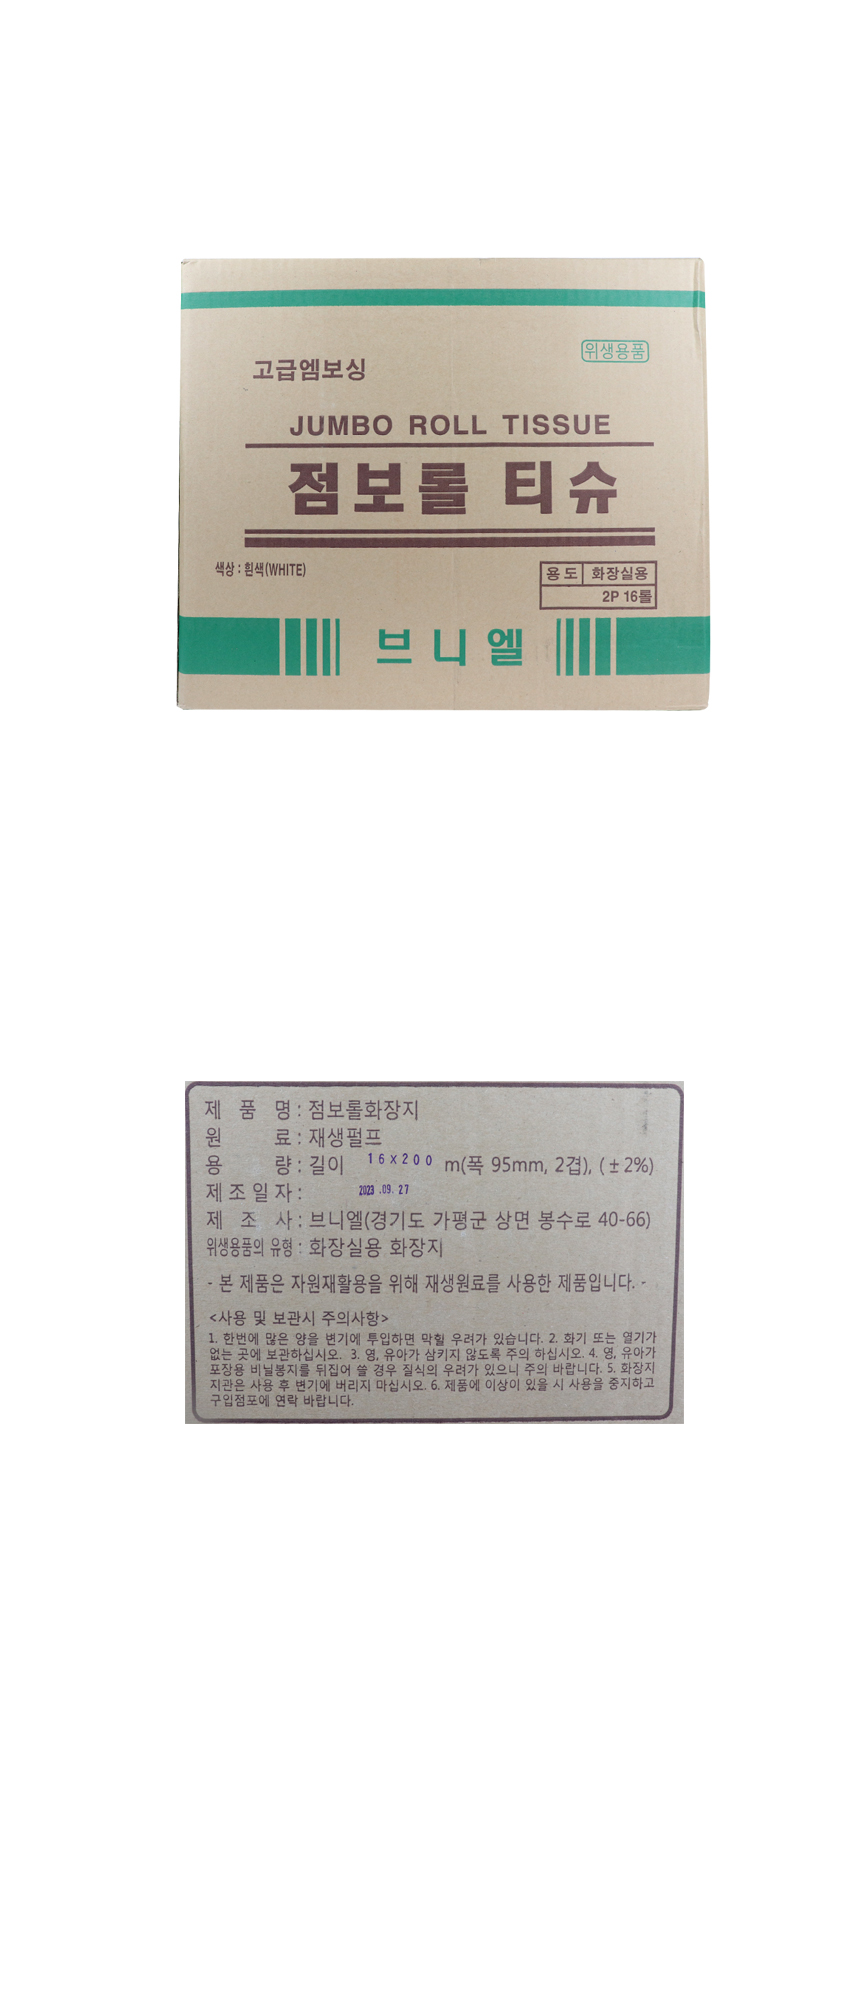 위생용품
고급엠보싱
JUMBO ROLL TISSUE
점보롤 티슈
색상 : 흰색(WHITE)
용도 화장실용
2P 16롤
브니엘
제 품 명 : 점보롤화장지
원 료 : 재생펄프
용 량 : 길이 16X200 m(폭 95mm, 2겹), (±2%)
제조일자 : 2023 .09. 27
제 조 사 : 브니엘(경기도 가평군 상면 봉수로 40-66)
위생용품의 유형 : 화장실용 화장지
- 본 제품은 자원재활용을 위해 재생원료를 사용한 제품입니다. -
<사용 및 보관시 주의사항>
1. 한번에 많은 양을 변기에 투입하면 막힐 우려가 있습니다. 2. 화기 또는 열기가
없는 곳에 보관하십시오. 3. 영, 유아가 삼키지 않도록 주의 하십시오. 4. 영, 유아가
포장용 비닐봉지를 뒤집어 쓸 경우 질식의 우려가 있으니 주의 바랍니다. 5. 화장지
지관은 사용 후 변기에 버리지 마십시오. 6. 제품에 이상이 있을 시 사용을 중지하고
구입점포에 연락 바랍니다.